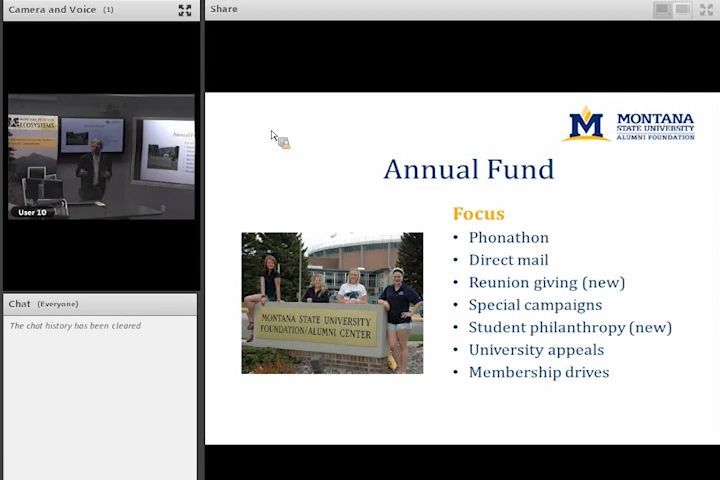 Camera and Voice (1)
Share
ECOSYSTEMS
User 10
Chat (Everyone)
The chat history has been cleared
MONTANA
STATE UNIVERSITY
ALUMNI FOUNDATION
Annual Fund
MONTANA STATE UNIVERSITY
FOUNDATION/ALUMNI CENTER
Focus
• Phonathon
• Direct mail
• Reunion giving (new)
• Special campaigns
• Student philanthropy (new)
• University appeals
• Membership drives